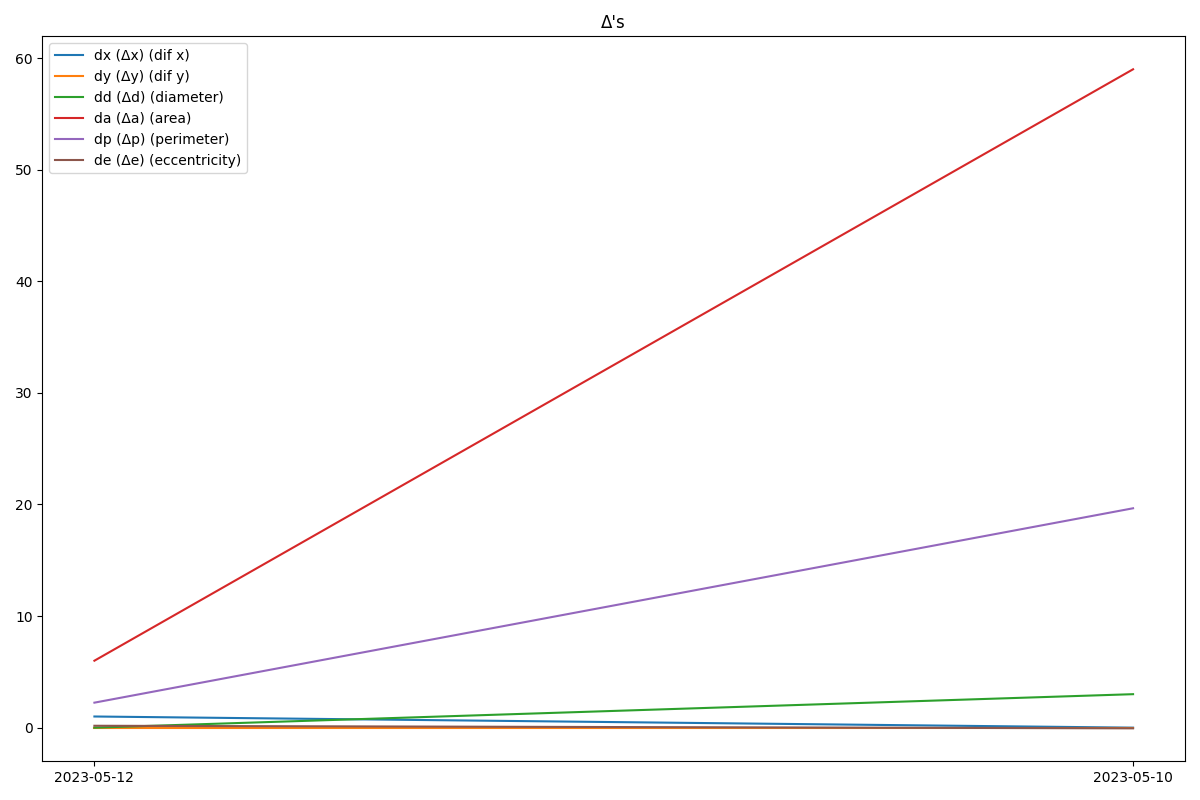 Δ's
dx (Δx) (dif x)
dy (Δy) (dif y)
dd (Δd) (diameter)
da (Δa) (area)
dp (Δp) (perimeter)
de (Δe) (eccentricity)
60
50
40
30
20
10
0
2023-05-12 2023-05-10